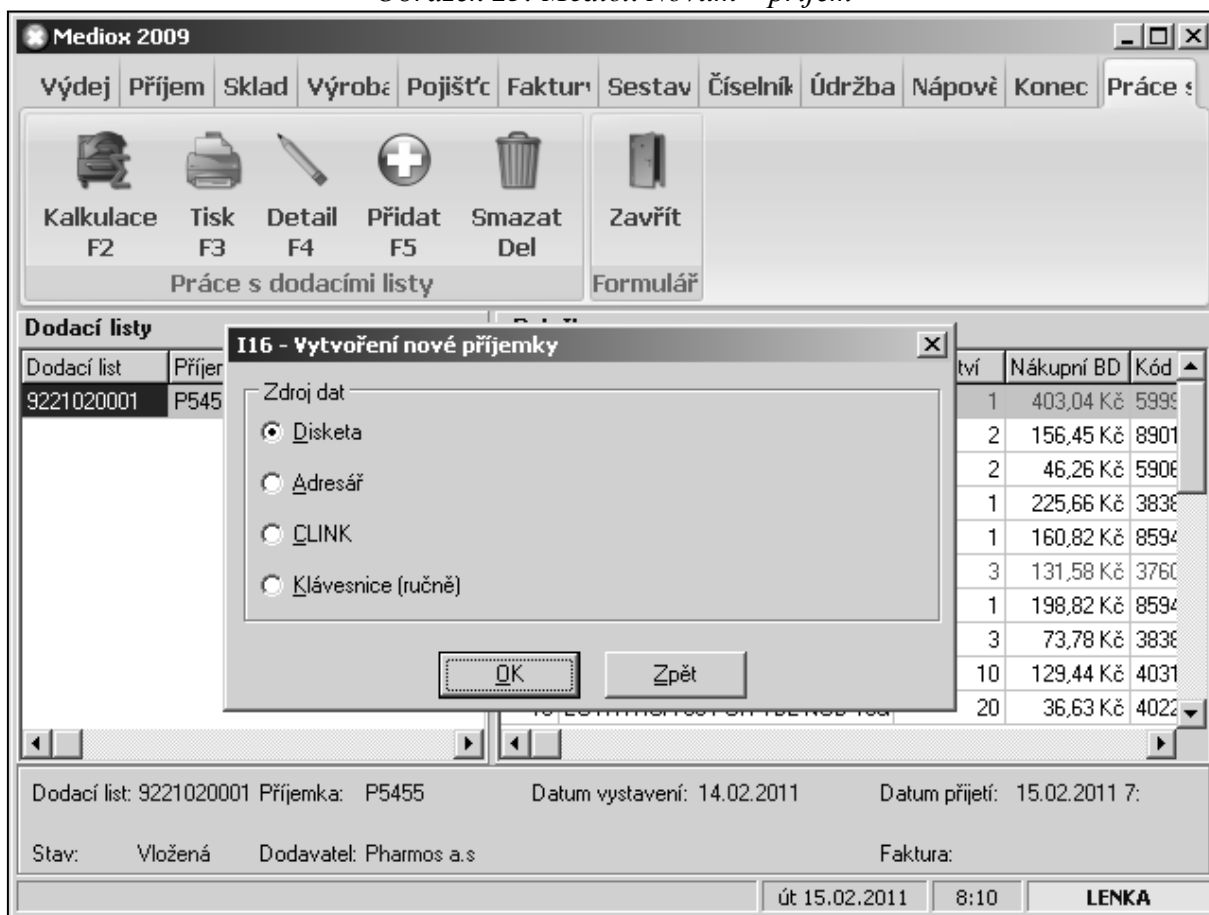 Mediox 2009
Výdej Příjem Sklad Výroba Pojišťc Faktur Sestav Číselník Údržba Nápově Konec Práce s
Kalkulace Tisk Detail Přidat Smazat Zavřít
F2 F3 F4 F5 Del
Práce s dodacími listy Formulář
Dodací listy
I16 - Vytvoření nové příjemky
Dodací list Příjer tví Nákupní BD Kód
Zdroj dat
9221020001 P545 1 403,04 Kč 5999
Disketa
2 156,45 Kč 8901
Adresář
2 46,26 Kč 5906
1 225,66 Kč 3838
CLINK
1 160,82 Kč 8594
Klávesnice (ručně)
3 131,58 Kč 3760
1 198,82 Kč 8594
3 73,78 Kč 3838
OK Zpět
10 129,44 Kč 4031
20 36,63 Kč 4022
Dodací list: 9221020001 Příjemka: P5455 Datum vystavení: 14.02.2011 Datum přijetí: 15.02.2011 7:
Stav: Vložená Dodavatel: Pharmos a.s Faktura:
út 15.02.2011 8:10 LENKA